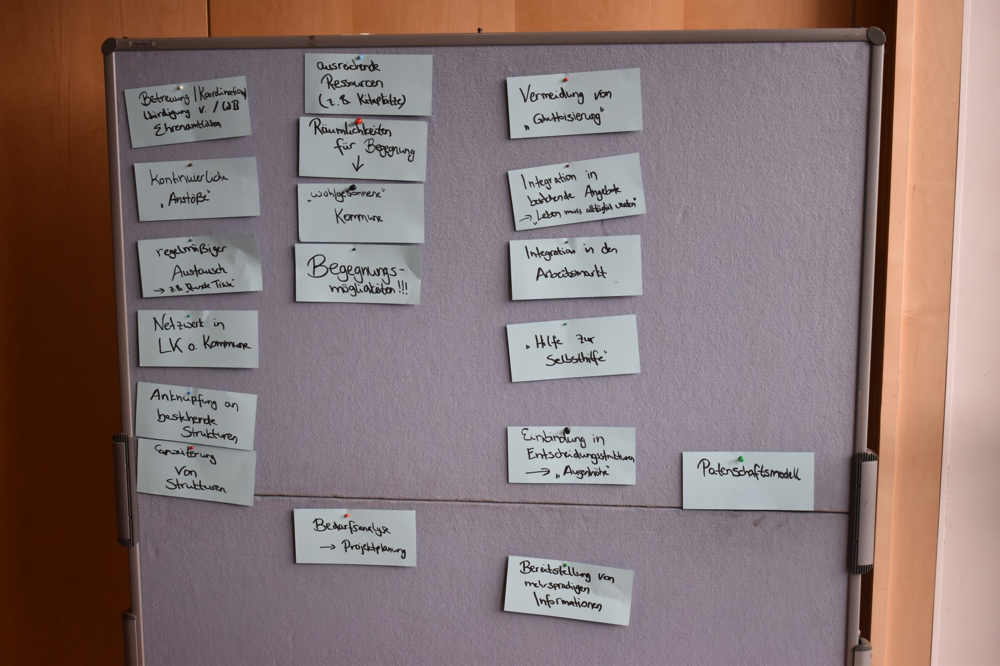 Neuland
Betreuung / Koordination/
Würdigung v. / WB
Ehrenamtlichen
Kontinuierliche
„Anstöße"
regelmäßiger
Austausch
→ z.B. „Runde Tische"
Netzwerk in
LK o. Kommune
Anknüpfung an
bestehende
Strukturen
Erweiterung
von
Strukturen
ausreichende
Ressourcen
(z.B. Kitaplätze)
Räumlichkeiten
für Begegnung
↓
„wohlgesonnene"
Kommune
Begegnungs-
möglichkeiten!!!
Bedarfsanalyse
→ Projektplanung
Vermeidung von
„Ghettoisierung"
Integration in
bestehende Angebote
→ „Leben muss alltäglich werden"
Integration in den
Arbeitsmarkt
„Hilfe zur
Selbsthilfe"
Einbindung in
Entscheidungsstrukturen
→ „Augenhöhe"
Bereitstellung von
mehrsprachigen
Informationen
Patenschaftsmodell